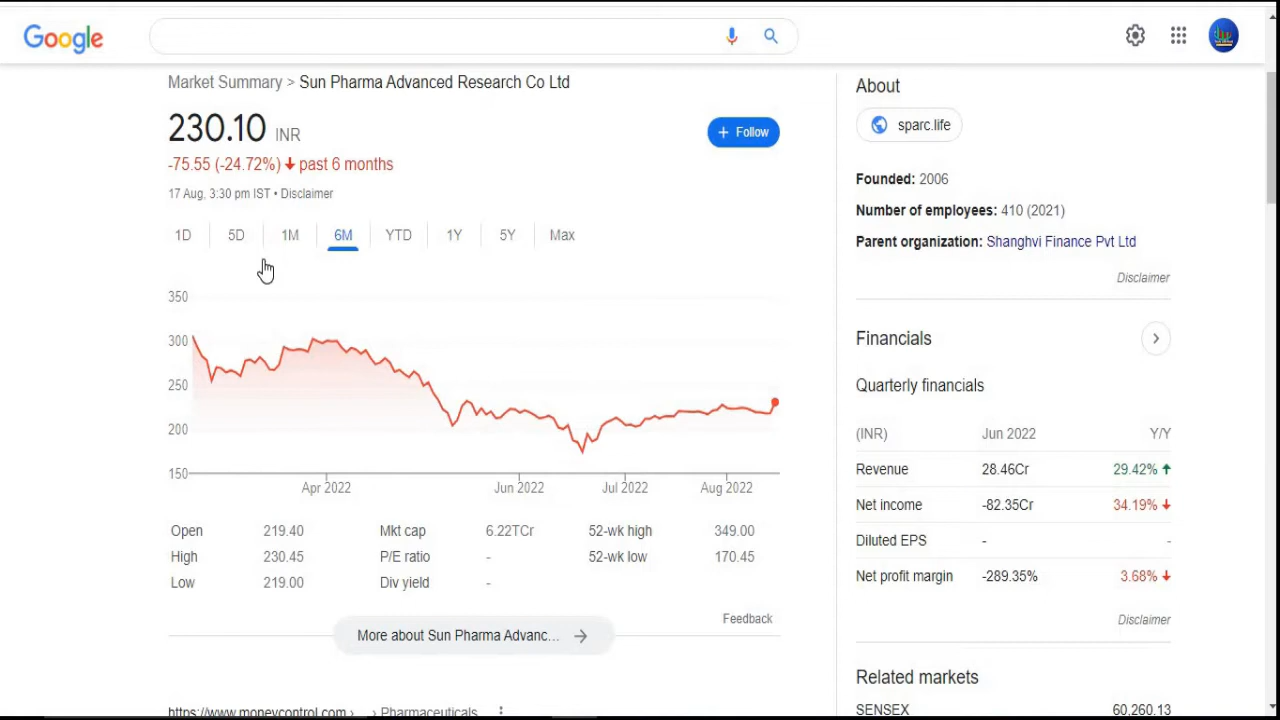 Google
Market Summary > Sun Pharma Advanced Research Co Ltd
230.10 INR
+ Follow
-75.55 (-24.72%) past 6 months
17 Aug, 3:30 pm IST • Disclaimer
1D 5D 1M 6M YTD 1Y 5Y Max
350
300
250
200
150
Apr 2022 Jun 2022 Jul 2022 Aug 2022
Open 219.40 Mkt cap 6.22TCr 52-wk high 349.00
High 230.45 P/E ratio - 52-wk low 170.45
Low 219.00 Div yield -
Feedback
More about Sun Pharma Advanc...
https://www.moneycontrol.com › › Pharmaceuticals
About
sparc.life
Founded: 2006
Number of employees: 410 (2021)
Parent organization: Shanghvi Finance Pvt Ltd
Disclaimer
Financials
Quarterly financials
(INR) Jun 2022 Y/Y
Revenue 28.46Cr 29.42%
Net income -82.35Cr 34.19%
Diluted EPS - -
Net profit margin -289.35% 3.68%
Disclaimer
Related markets
SENSEX 60,260.13